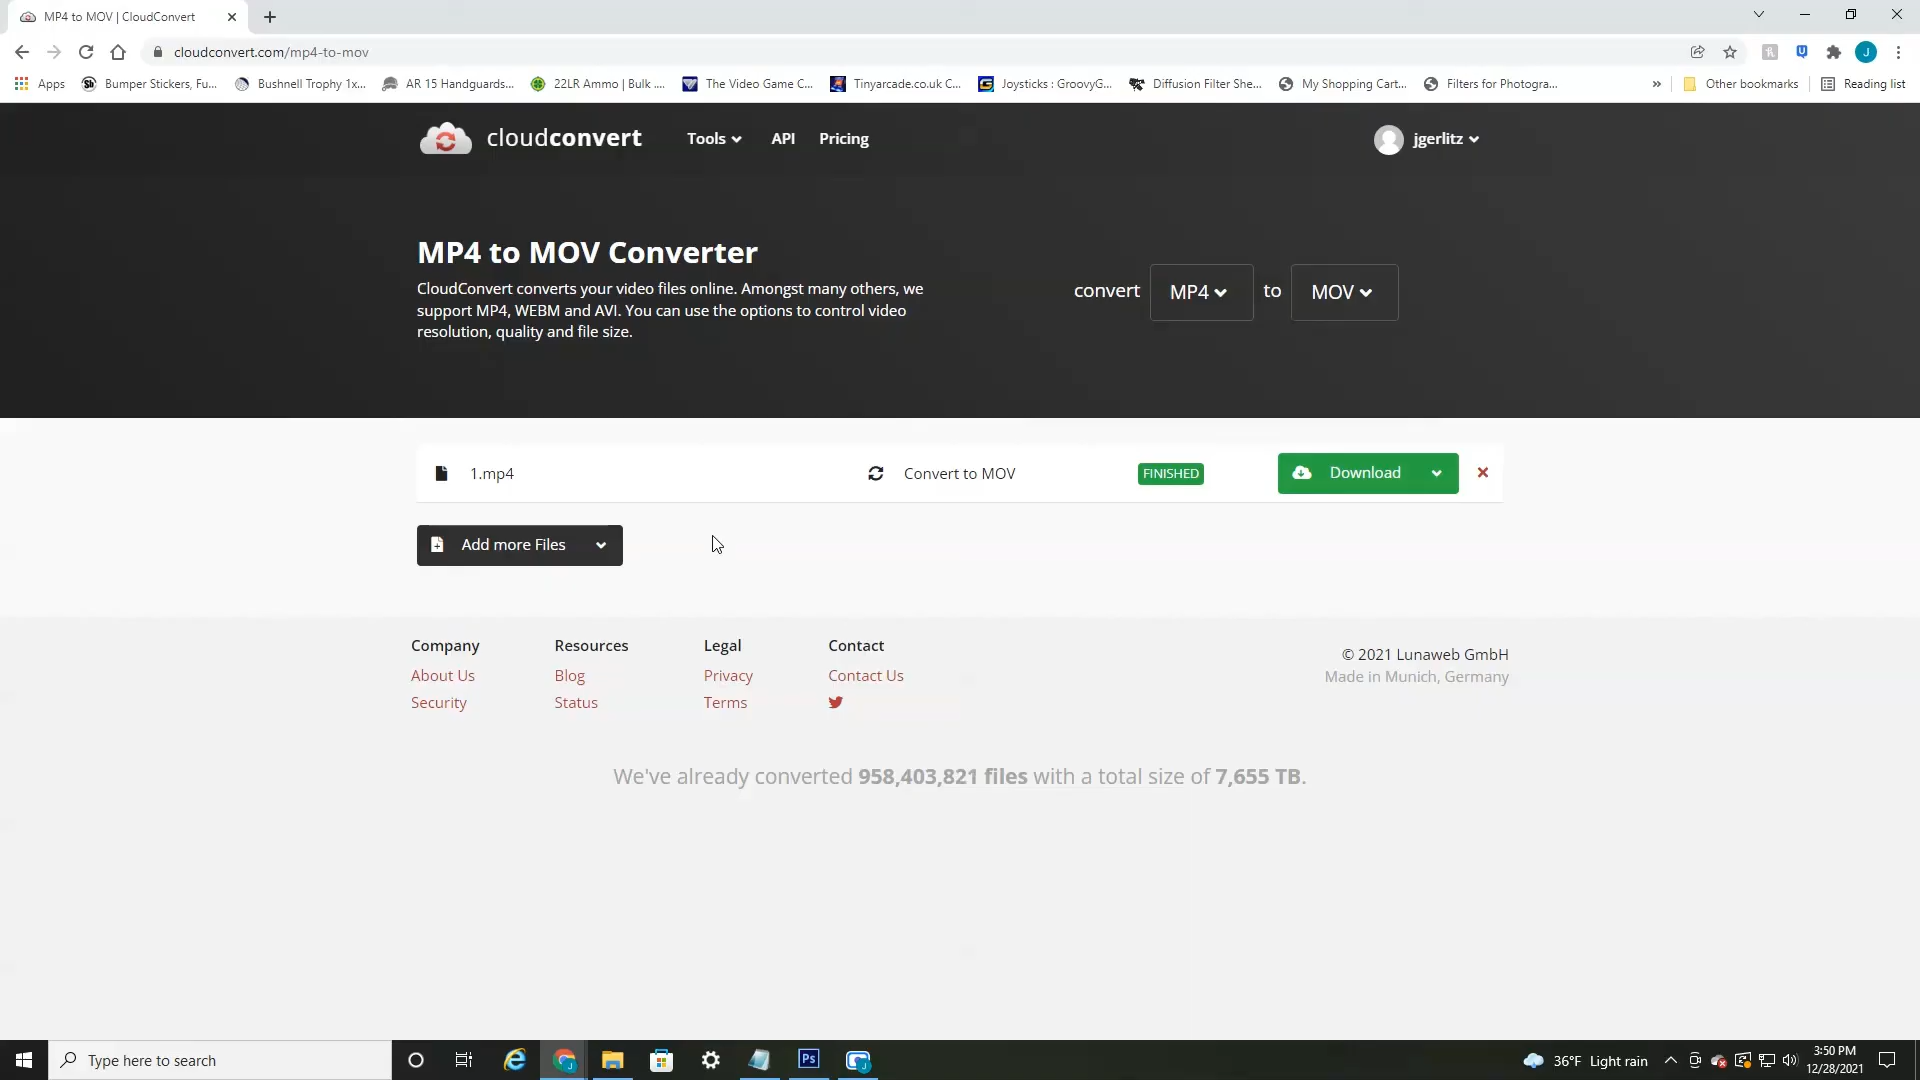 MP4 to MOV | CloudConvert
cloudconvert.com/mp4-to-mov
J
Apps
Sb
Bumper Stickers, Fu...
Bushnell Trophy 1x...
AR 15 Handguards...
22LR Ammo | Bulk ....
The Video Game C...
Tinyarcade.co.uk C...
Joysticks : GroovyG...
Diffusion Filter She...
My Shopping Cart...
Filters for Photogra...
»
Other bookmarks
Reading list
cloudconvert
Tools
API
Pricing
jgerlitz
MP4 to MOV Converter
CloudConvert converts your video files online. Amongst many others, we
support MP4, WEBM and AVI. You can use the options to control video
resolution, quality and file size.
convert MP4 to MOV
1.mp4
Convert to MOV
FINISHED
Download
Add more Files
Company
About Us
Security
Resources
Blog
Status
Legal
Privacy
Terms
Contact
Contact Us
© 2021 Lunaweb GmbH
Made in Munich, Germany
We've already converted 958,403,821 files with a total size of 7,655 TB.
Type here to search
Ps
36°F Light rain
3:50 PM
12/28/2021